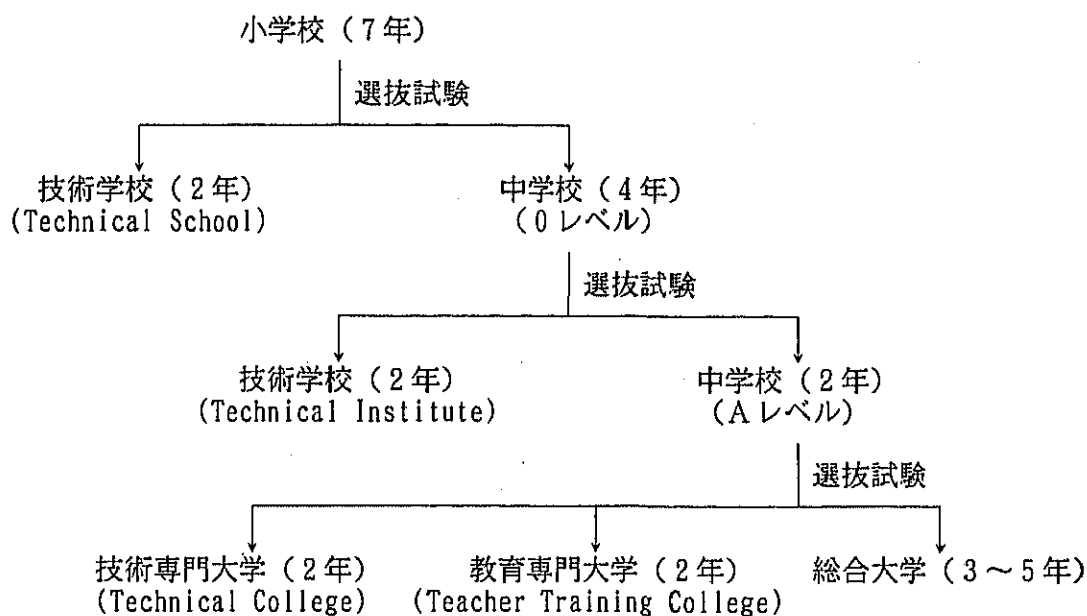 小学校（7年）
選抜試験
技術学校（2年）
(Technical School)
中学校（4年）
（Oレベル）
選抜試験
技術学校（2年）
(Technical Institute)
中学校（2年）
（Aレベル）
選抜試験
技術専門大学（2年）
(Technical College)
教育専門大学（2年）
(Teacher Training College)
総合大学（3～5年）